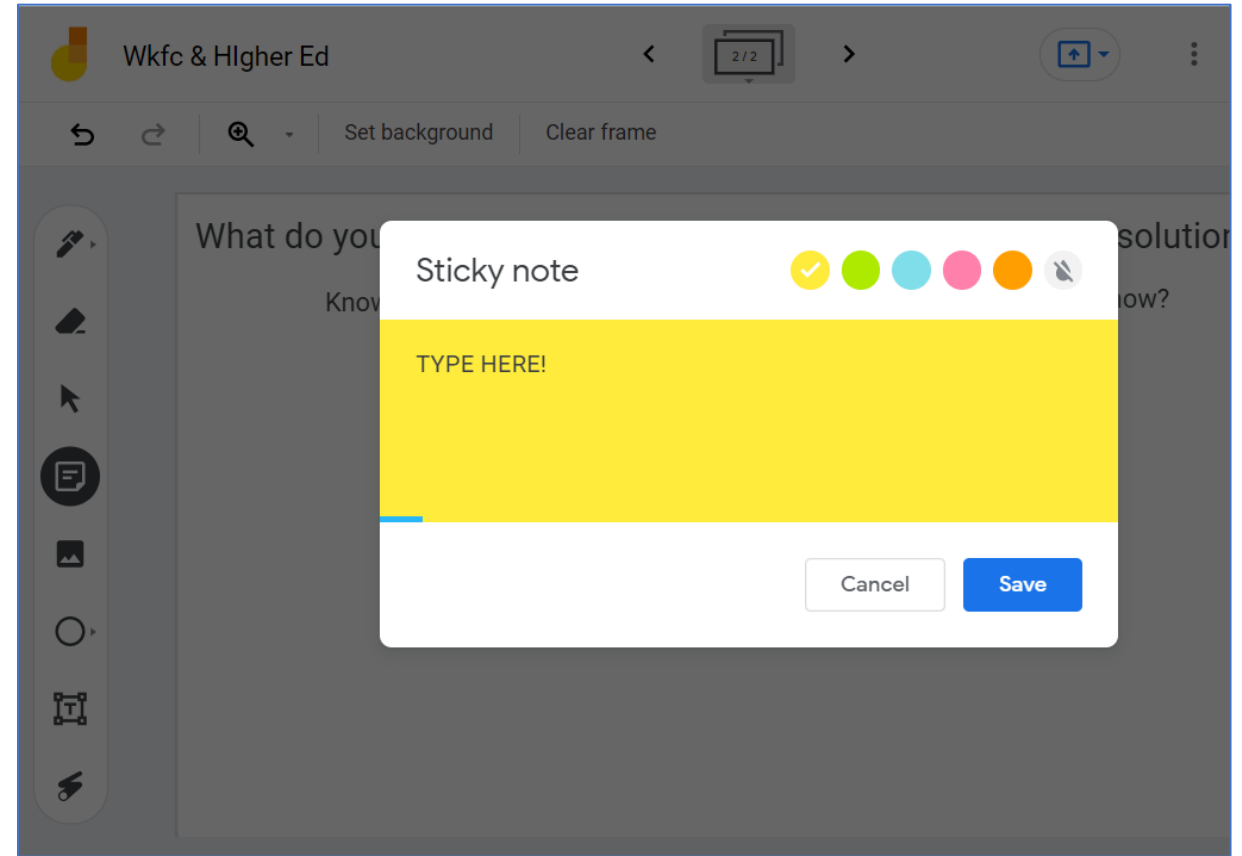 Wkfc & HIgher Ed
2 / 2
Set background
Clear frame
What do you solution
Know ow?
Sticky note
TYPE HERE!
Cancel
Save